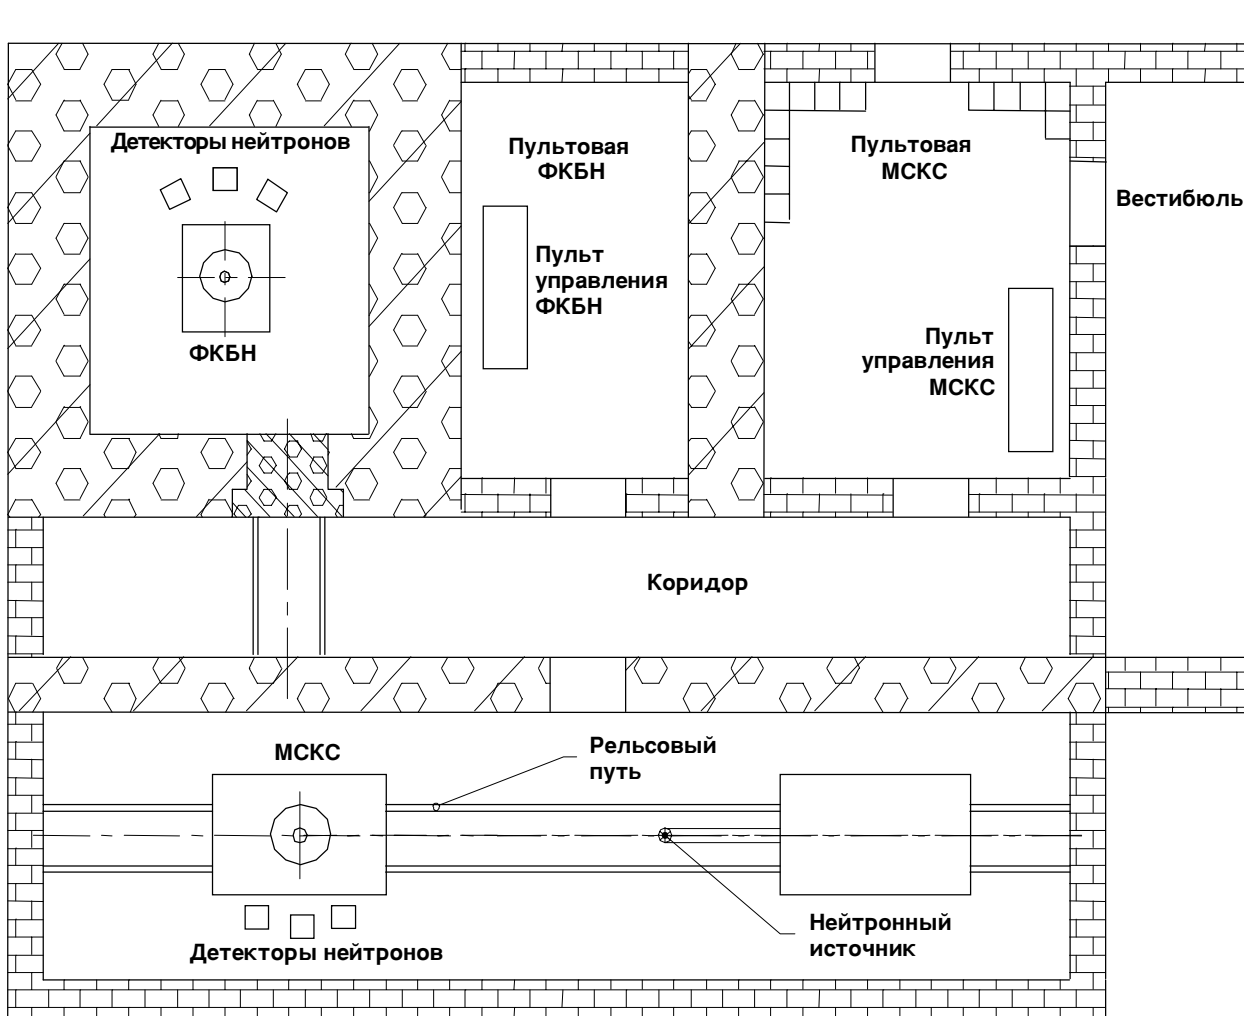 Детекторы нейтронов
ФКБН
Пультовая
ФКБН
Пульт
управления
ФКБН
Пультовая
МСКС
Пульт
управления
МСКС
Вестибюль
Коридор
МСКС
Рельсовый
путь
Детекторы нейтронов
Нейтронный
источник